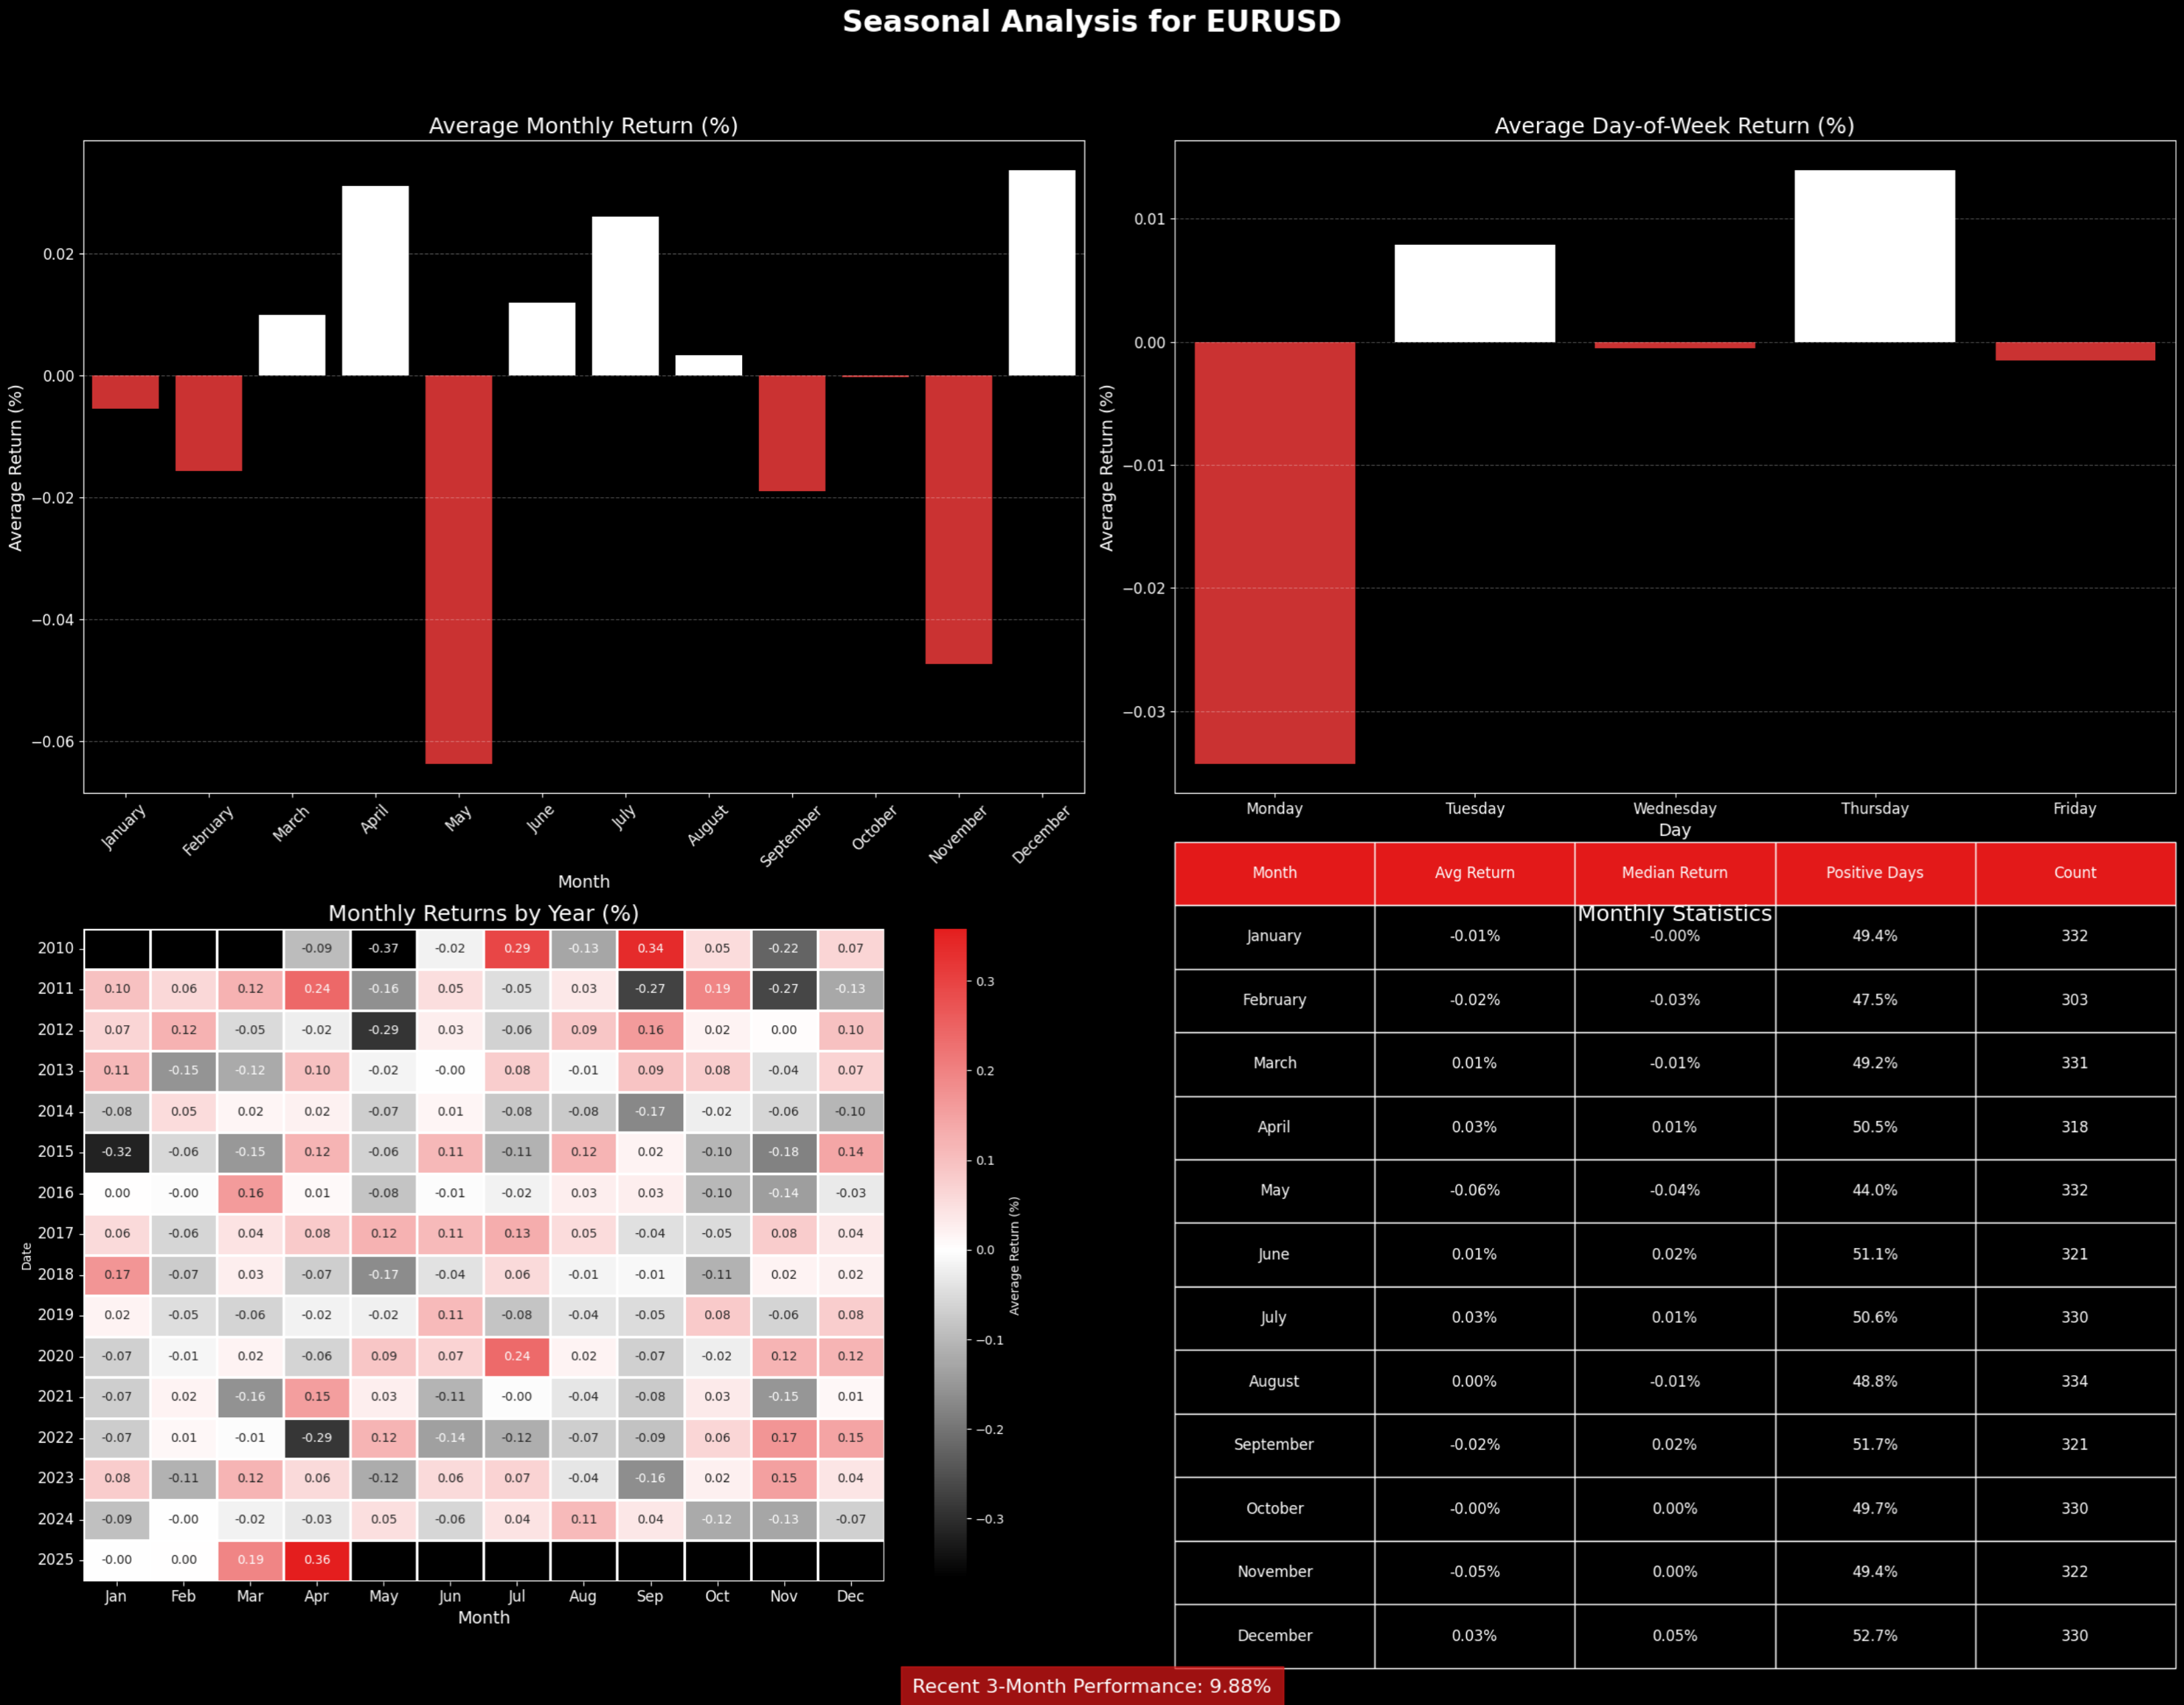 Seasonal Analysis for EURUSD
Average Monthly Return (%)
Average Return (%)
0.02
0.00
−0.02
−0.04
−0.06
January February March April May June July August September October November December
Month
Average Day-of-Week Return (%)
Average Return (%)
0.01
0.00
−0.01
−0.02
−0.03
Monday Tuesday Wednesday Thursday Friday
Day
Monthly Returns by Year (%)
Date
2010 -0.09 -0.37 -0.02 0.29 -0.13 0.34 0.05 -0.22 0.07
2011 0.10 0.06 0.12 0.24 -0.16 0.05 -0.05 0.03 -0.27 0.19 -0.27 -0.13
2012 0.07 0.12 -0.05 -0.02 -0.29 0.03 -0.06 0.09 0.16 0.02 0.00 0.10
2013 0.11 -0.15 -0.12 0.10 -0.02 -0.00 0.08 -0.01 0.09 0.08 -0.04 0.07
2014 -0.08 0.05 0.02 0.02 -0.07 0.01 -0.08 -0.08 -0.17 -0.02 -0.06 -0.10
2015 -0.32 -0.06 -0.15 0.12 -0.06 0.11 -0.11 0.12 0.02 -0.10 -0.18 0.14
2016 0.00 -0.00 0.16 0.01 -0.08 -0.01 -0.02 0.03 0.03 -0.10 -0.14 -0.03
2017 0.06 -0.06 0.04 0.08 0.12 0.11 0.13 0.05 -0.04 -0.05 0.08 0.04
2018 0.17 -0.07 0.03 -0.07 -0.17 -0.04 0.06 -0.01 -0.01 -0.11 0.02 0.02
2019 0.02 -0.05 -0.06 -0.02 -0.02 0.11 -0.08 -0.04 -0.05 0.08 -0.06 0.08
2020 -0.07 -0.01 0.02 -0.06 0.09 0.07 0.24 0.02 -0.07 -0.02 0.12 0.12
2021 -0.07 0.02 -0.16 0.15 0.03 -0.11 -0.00 -0.04 -0.08 0.03 -0.15 0.01
2022 -0.07 0.01 -0.01 -0.29 0.12 -0.14 -0.12 -0.07 -0.09 0.06 0.17 0.15
2023 0.08 -0.11 0.12 0.06 -0.12 0.06 0.07 -0.04 -0.16 0.02 0.15 0.04
2024 -0.09 -0.00 -0.02 -0.03 0.05 -0.06 0.04 0.11 0.04 -0.12 -0.13 -0.07
2025 -0.00 0.00 0.19 0.36
Jan Feb Mar Apr May Jun Jul Aug Sep Oct Nov Dec
Month
0.3
0.2
0.1
0.0
−0.1
−0.2
−0.3
Average Return (%)
Month Avg Return Median Return Positive Days Count
Monthly Statistics
January -0.01% -0.00% 49.4% 332
February -0.02% -0.03% 47.5% 303
March 0.01% -0.01% 49.2% 331
April 0.03% 0.01% 50.5% 318
May -0.06% -0.04% 44.0% 332
June 0.01% 0.02% 51.1% 321
July 0.03% 0.01% 50.6% 330
August 0.00% -0.01% 48.8% 334
September -0.02% 0.02% 51.7% 321
October -0.00% 0.00% 49.7% 330
November -0.05% 0.00% 49.4% 322
December 0.03% 0.05% 52.7% 330
Recent 3-Month Performance: 9.88%